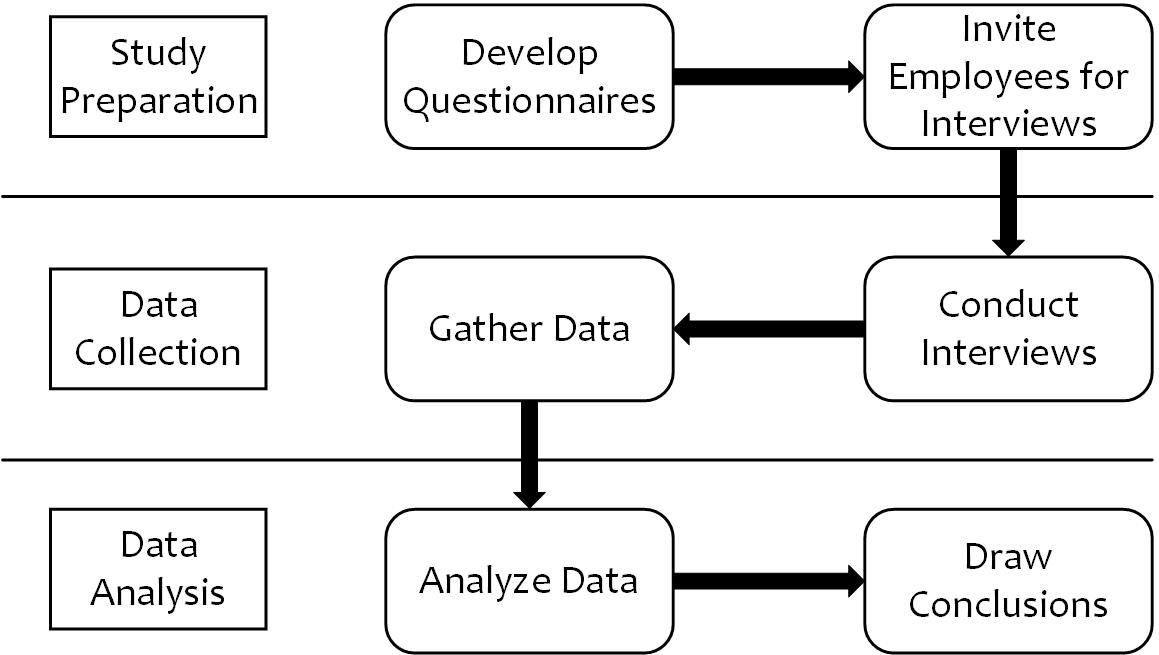 Study
Preparation
Develop
Questionnaires
Invite
Employees for
Interviews
Data
Collection
Gather Data
Conduct
Interviews
Data
Analysis
Analyze Data
Draw
Conclusions